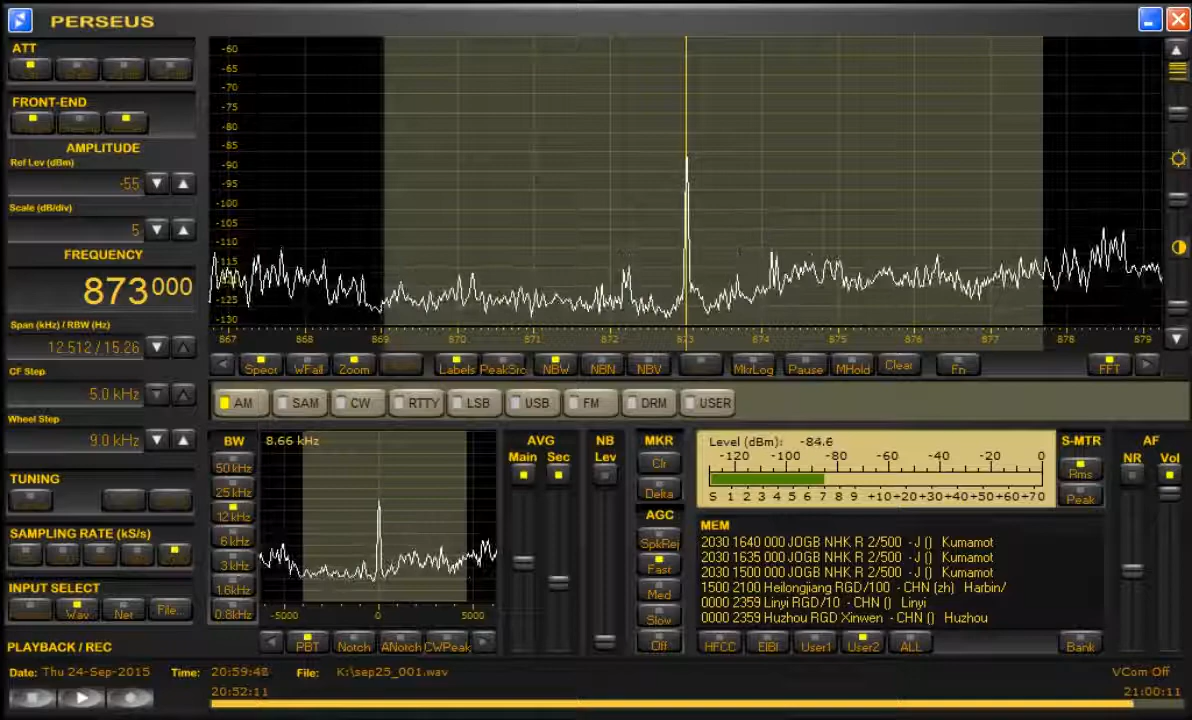 PERSEUS
ATT
FRONT-END
AMPLITUDE
Ref Lev (dBm)
-55
Scale (dB/div)
5
FREQUENCY
873000
Span (kHz) / RBW (Hz)
12.512 / 15.26
CF Step
5.0 kHz
Wheel Step
9.0 kHz
TUNING
SAMPLING RATE (kS/s)
INPUT SELECT
Wav Net File...
PLAYBACK / REC
-60
-65
-70
-75
-80
-85
-90
-95
-100
-105
-110
-115
-125
-130
867 868 869 870 871 872 873 874 875 876 877 878 879
Spect WFall Zoom Labels PeakSrc NBW NBN NBV MkrLog Pause MHold Clear Fn FFT
AM SAM CW RTTY LSB USB FM DRM USER
BW
50 kHz
25 kHz
12 kHz
6 kHz
3 kHz
1.6kHz
0.8kHz
8.66 kHz
-5000 0 5000
PBT Notch ANotch CWPeak
AVG
Main Sec
NB
Lev
MKR
Clr
Delta
AGC
SpkRej
Fast
Med
Slow
Off
Level (dBm): -84.6
-120 -100 -80 -60 -40 -20 0
S 1 2 3 4 5 6 7 8 9 +10+20+30+40+50+60+70
S-MTR
Rms
Peak
AF
NR Vol
MEM
2030 1640 000 JOGB NHK R 2/500 - J () Kumamot
2030 1635 000 JOGB NHK R 2/500 - J () Kumamot
2030 1500 000 JOGB NHK R 2/500 - J () Kumamot
1500 2100 Heilongjiang RGD/100 - CHN (zh) Harbin/
0000 2359 Linyi RGD/10 - CHN () Linyi
0000 2359 Huzhou RGD Xinwen - CHN () Huzhou
HFCC EIBI User1 User2 ALL Bank
Date: Thu 24-Sep-2015 Time: 20:59:48 File: K:\sep25_001.wav VCom Off
20:52:11 21:00:11